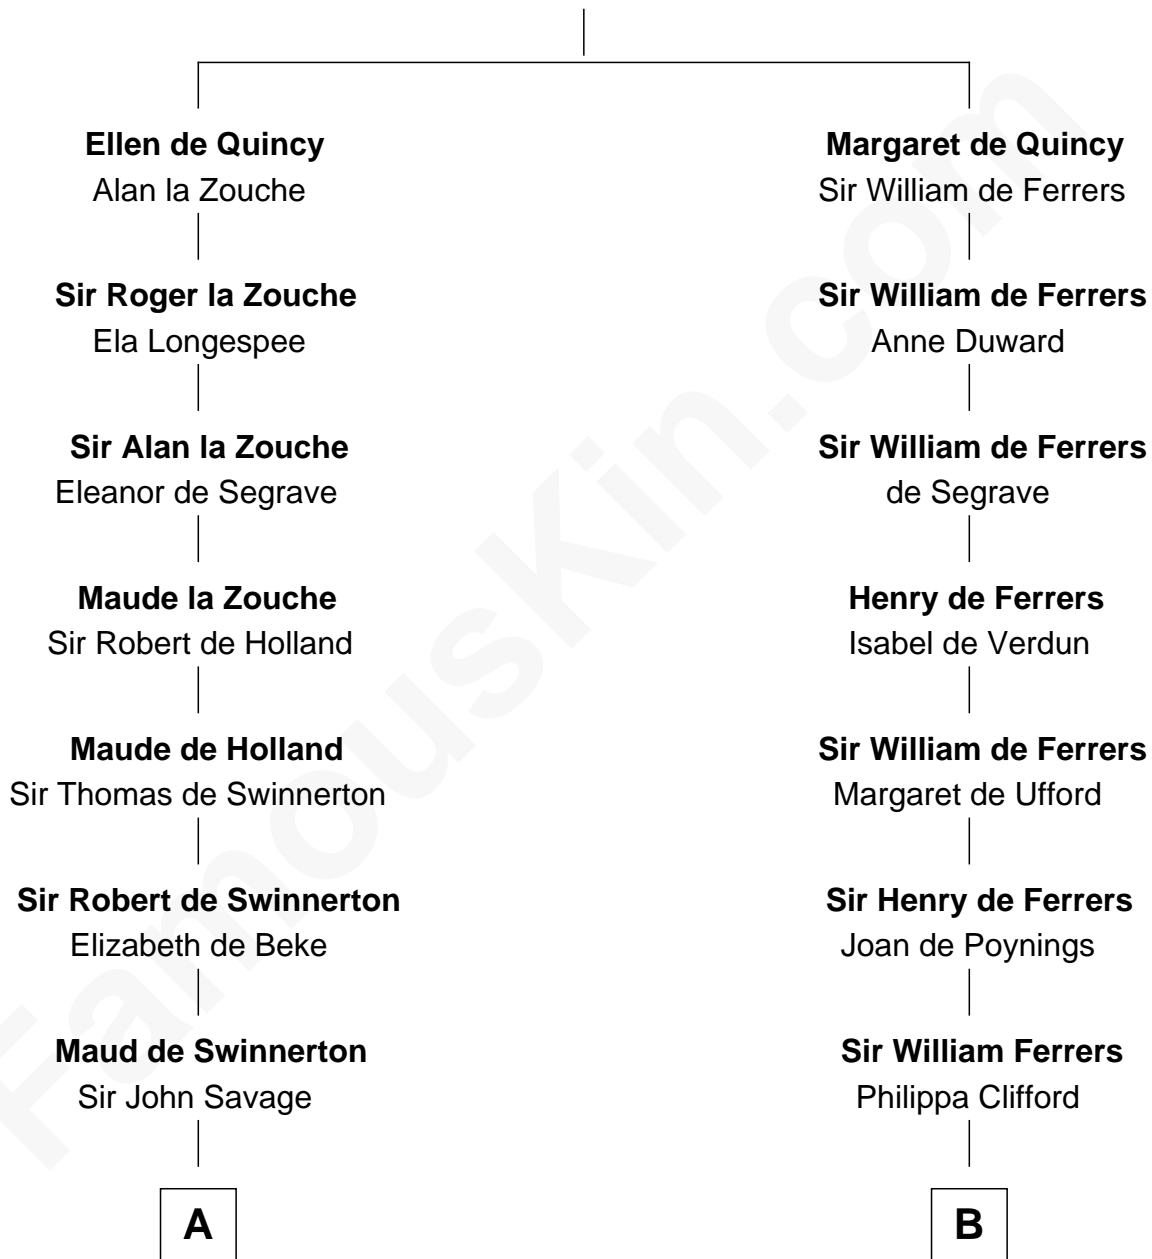 Ellen de Quincy
Alan la Zouche
Sir Roger la Zouche
Ela Longespee
Sir Alan la Zouche
Eleanor de Segrave
Maude la Zouche
Sir Robert de Holland
Maude de Holland
Sir Thomas de Swinnerton
Sir Robert de Swinnerton
Elizabeth de Beke
Maud de Swinnerton
Sir John Savage
A
Margaret de Quincy
Sir William de Ferrers
Sir William de Ferrers
Anne Duward
Sir William de Ferrers
de Segrave
Henry de Ferrers
Isabel de Verdun
Sir William de Ferrers
Margaret de Ufford
Sir Henry de Ferrers
Joan de Poynings
Sir William Ferrers
Philippa Clifford
B
FamousKin.com